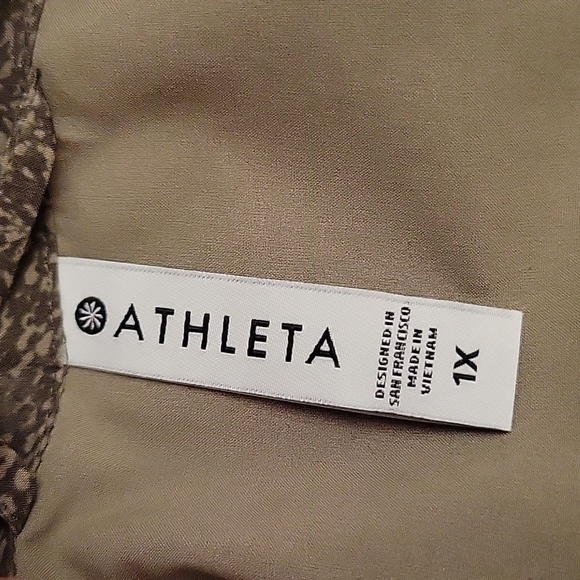 ATHLETA
DESIGNED IN
SAN FRANCISCO
MADE IN
VIETNAM
1X